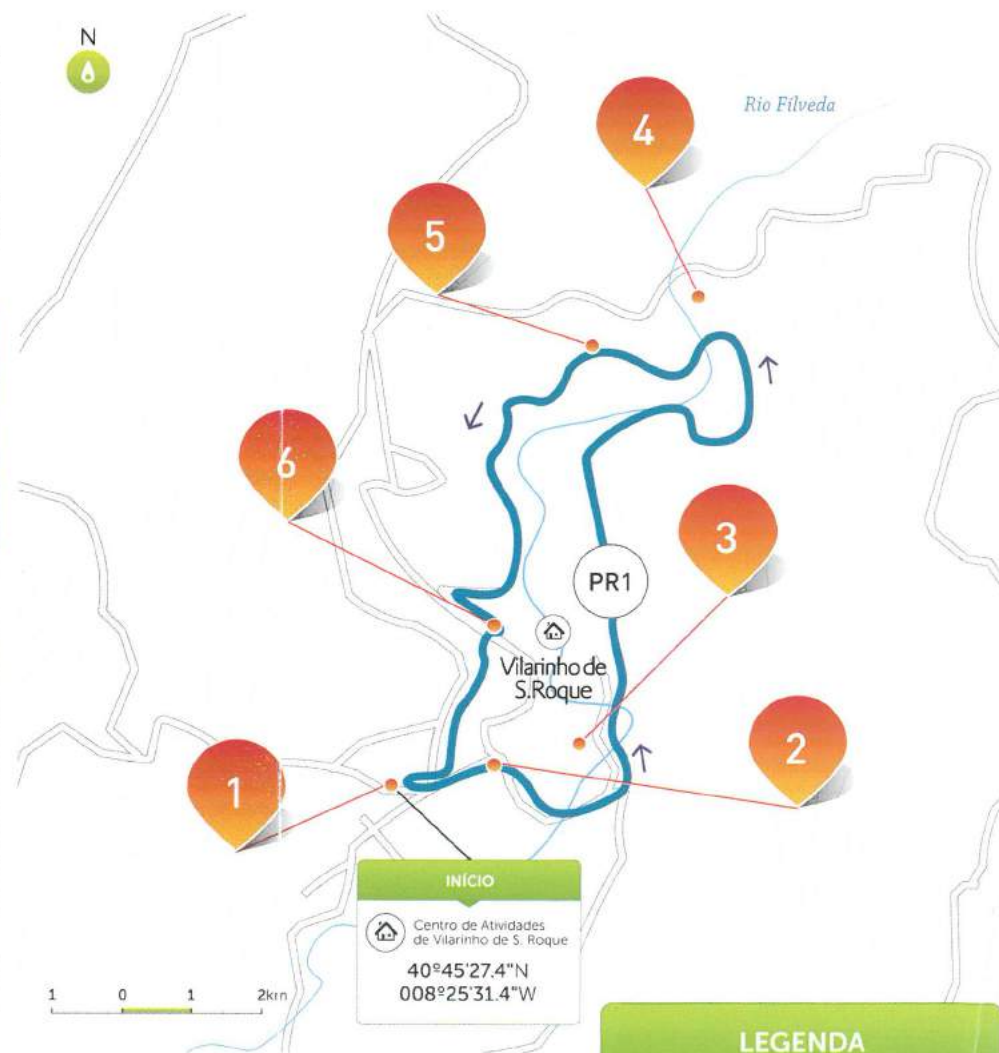 N
Rio Fílveda
4
5
6
3
PR1
Vilarinho de
S.Roque
2
1
INÍCIO
Centro de Atividades
de Vilarinho de S. Roque
40º45'27.4"N
008º25'31.4"W
1 0 1 2km
LEGENDA